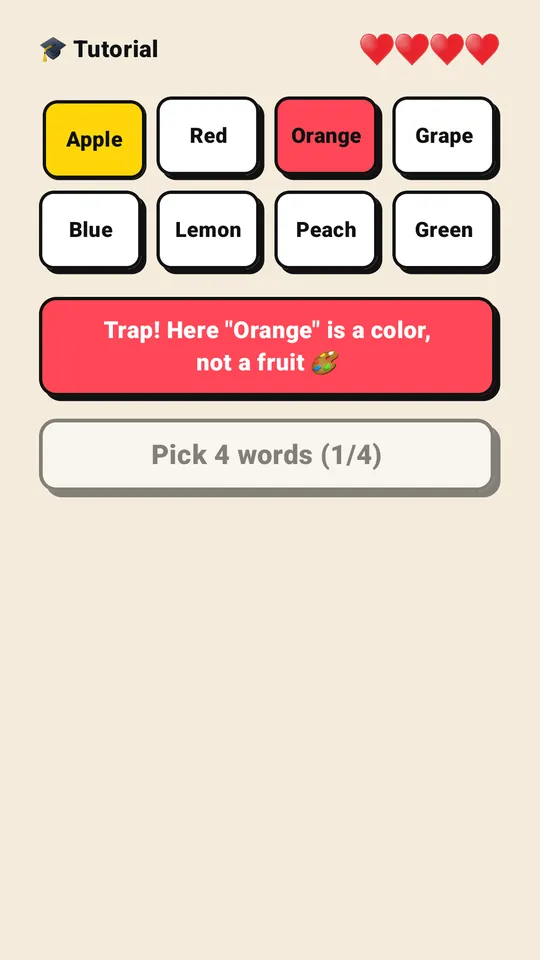 Tutorial
Apple Red Orange Grape
Blue Lemon Peach Green
Trap! Here "Orange" is a color,
not a fruit
Pick 4 words (1/4)